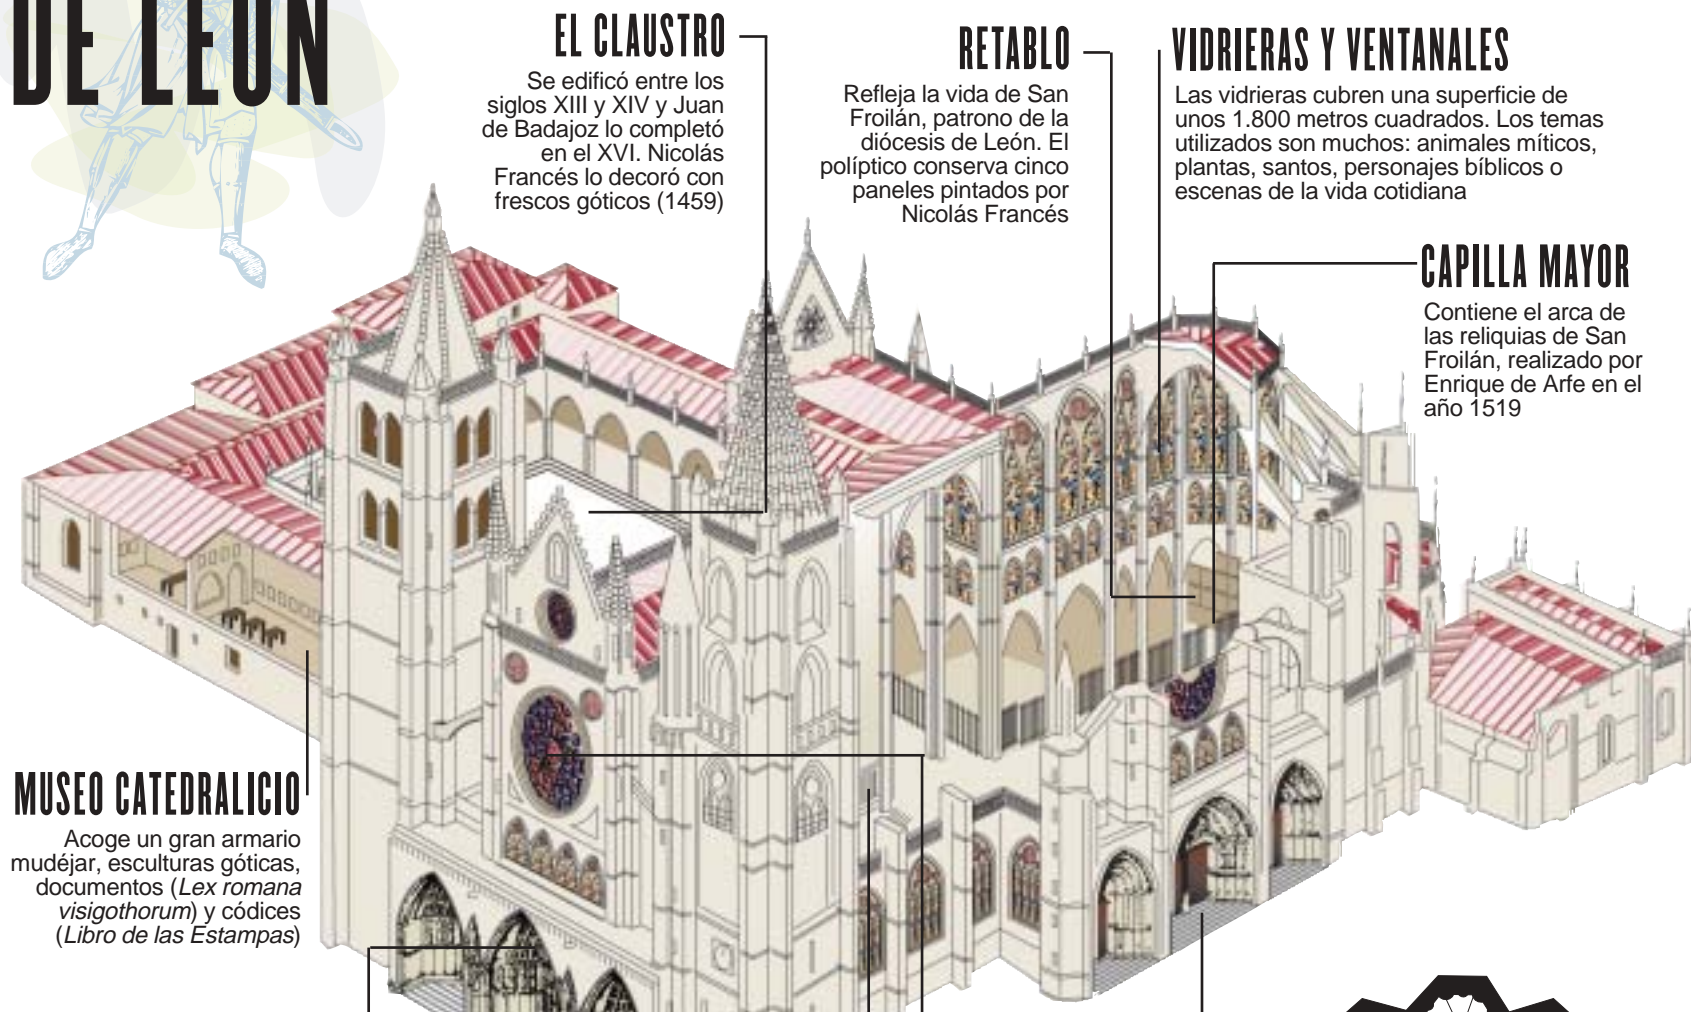 DE LEÓN
EL CLAUSTRO
Se edificó entre los
siglos XIII y XIV y Juan
de Badajoz lo completó
en el XVI. Nicolás
Francés lo decoró con
frescos góticos (1459)
RETABLO
Refleja la vida de San
Froilán, patrono de la
diócesis de León. El
políptico conserva cinco
paneles pintados por
Nicolás Francés
VIDRIERAS Y VENTANALES
Las vidrieras cubren una superficie de
unos 1.800 metros cuadrados. Los temas
utilizados son muchos: animales míticos,
plantas, santos, personajes bíblicos o
escenas de la vida cotidiana
CAPILLA MAYOR
Contiene el arca de
las reliquias de San
Froilán, realizado por
Enrique de Arfe en el
año 1519
MUSEO CATEDRALICIO
Acoge un gran armario
mudéjar, esculturas góticas,
documentos (Lex romana
visigothorum) y códices
(Libro de las Estampas)